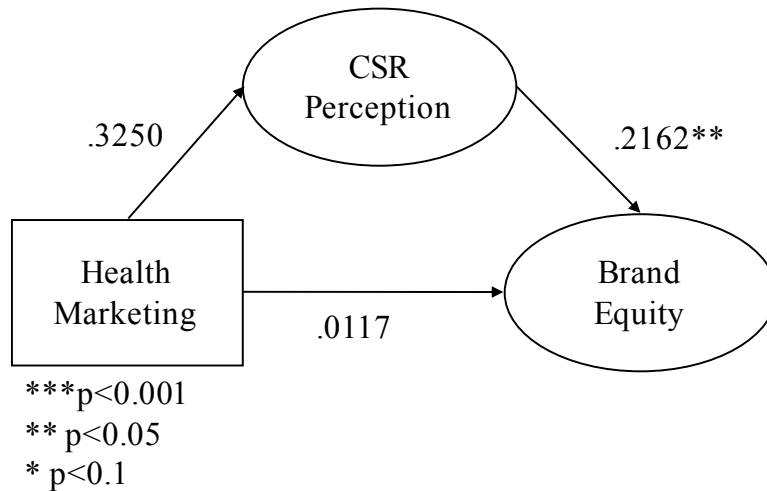 CSR
Perception
.3250
.2162**
Health
Marketing
Brand
Equity
.0117
***p<0.001
** p<0.05
* p<0.1